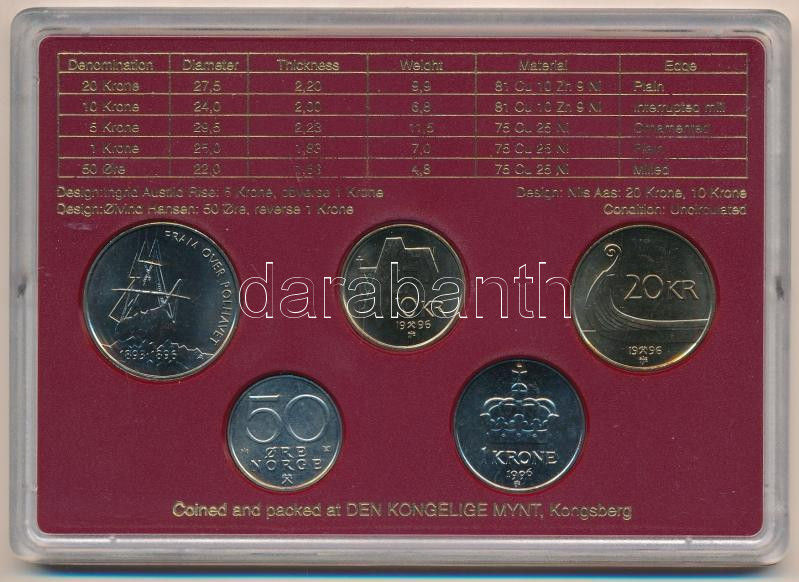 Denomination Diameter Thickness Weight Material Edge
20 Krone 27,5 2,20 9,9 81 Cu 10 Zn 9 Ni Plain
10 Krone 24,0 2,00 6,8 81 Cu 10 Zn 9 Ni Interrupted mill
5 Krone 29,5 2,23 11,5 75 Cu 25 Ni Ornamented
1 Krone 25,0 1,83 7,0 75 Cu 25 Ni Plain
50 Øre 22,0 4,8 75 Cu 25 Ni Milled
Design:Ingrid Austlid Rise: 5 Krone, obverse 1 Krone Design: Nils Aas: 20 Krone, 10 Krone
Design:Øivind Hansen: 50 Øre, reverse 1 Krone Condition: Uncirculated
FRAM OVER POLHAVET
1893-1896
10 KR
1996
20 KR
1996
darabanth
50
ØRE
NORGE
1 KRONE
1996
Coined and packed at DEN KONGELIGE MYNT, Kongsberg